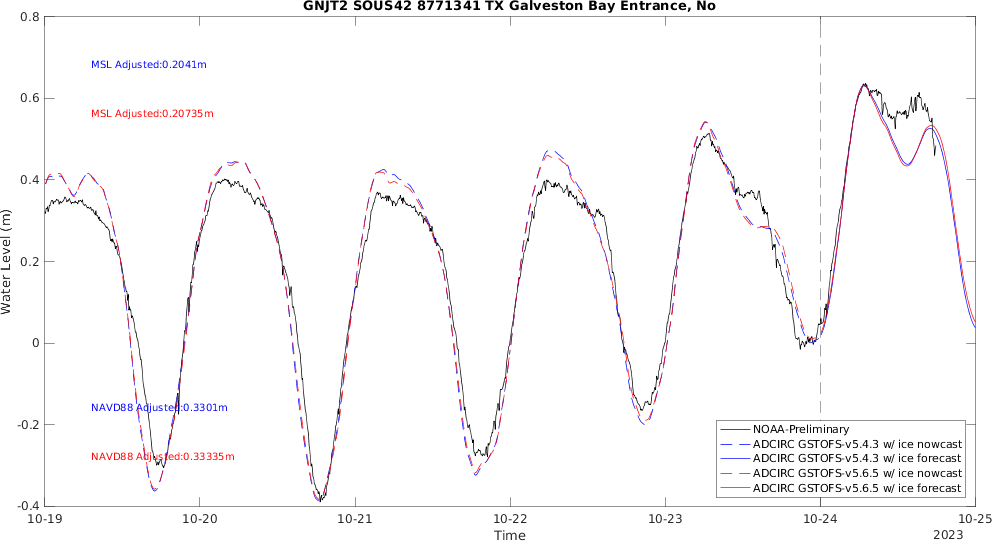 GNJT2 SOUS42 8771341 TX Galveston Bay Entrance, No
0.8
MSL Adjusted:0.2041m
0.6
MSL Adjusted:0.20735m
0.4
Water Level (m)
0.2
0
NAVD88 Adjusted:0.3301m
-0.2
NAVD88 Adjusted:0.33335m
-0.4
NOAA-Preliminary
ADCIRC GSTOFS-v5.4.3 w/ ice nowcast
ADCIRC GSTOFS-v5.4.3 w/ ice forecast
ADCIRC GSTOFS-v5.6.5 w/ ice nowcast
ADCIRC GSTOFS-v5.6.5 w/ ice forecast
10-19 10-20 10-21 10-22 10-23 10-24 10-25
Time
2023